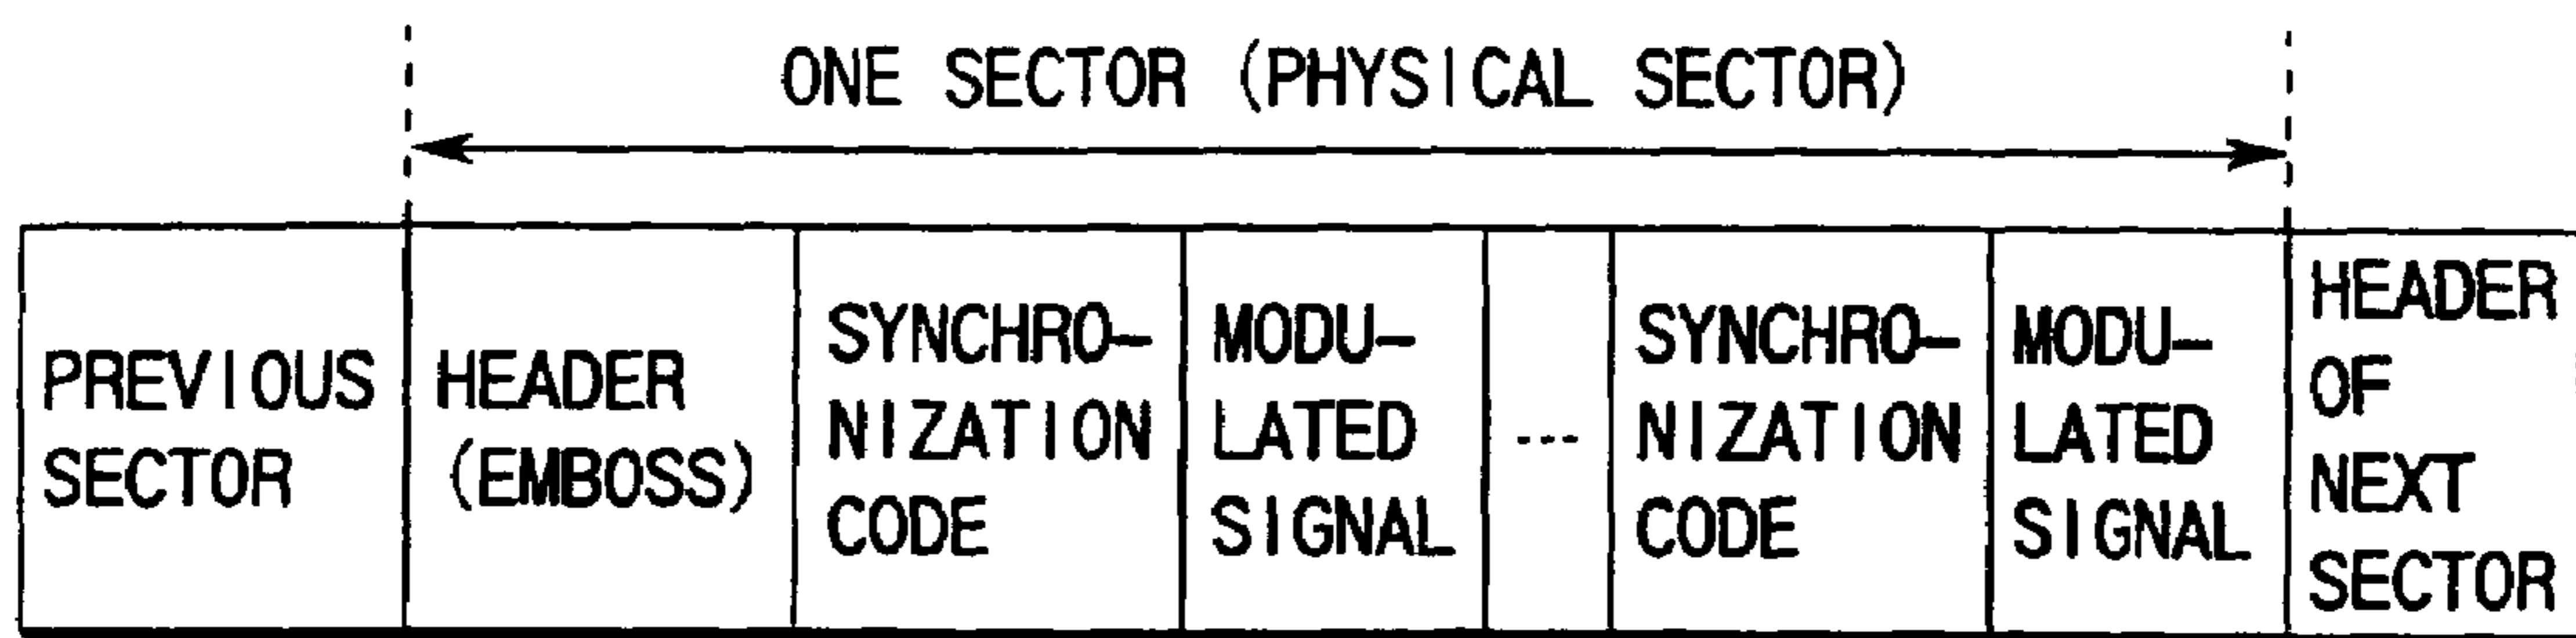 ONE SECTOR (PHYSICAL SECTOR)
PREVIOUS
SECTOR
HEADER
(EMBOSS)
SYNCHRO-
NIZATION
CODE
MODU-
LATED
SIGNAL
---
SYNCHRO-
NIZATION
CODE
MODU-
LATED
SIGNAL
HEADER
OF
NEXT
SECTOR